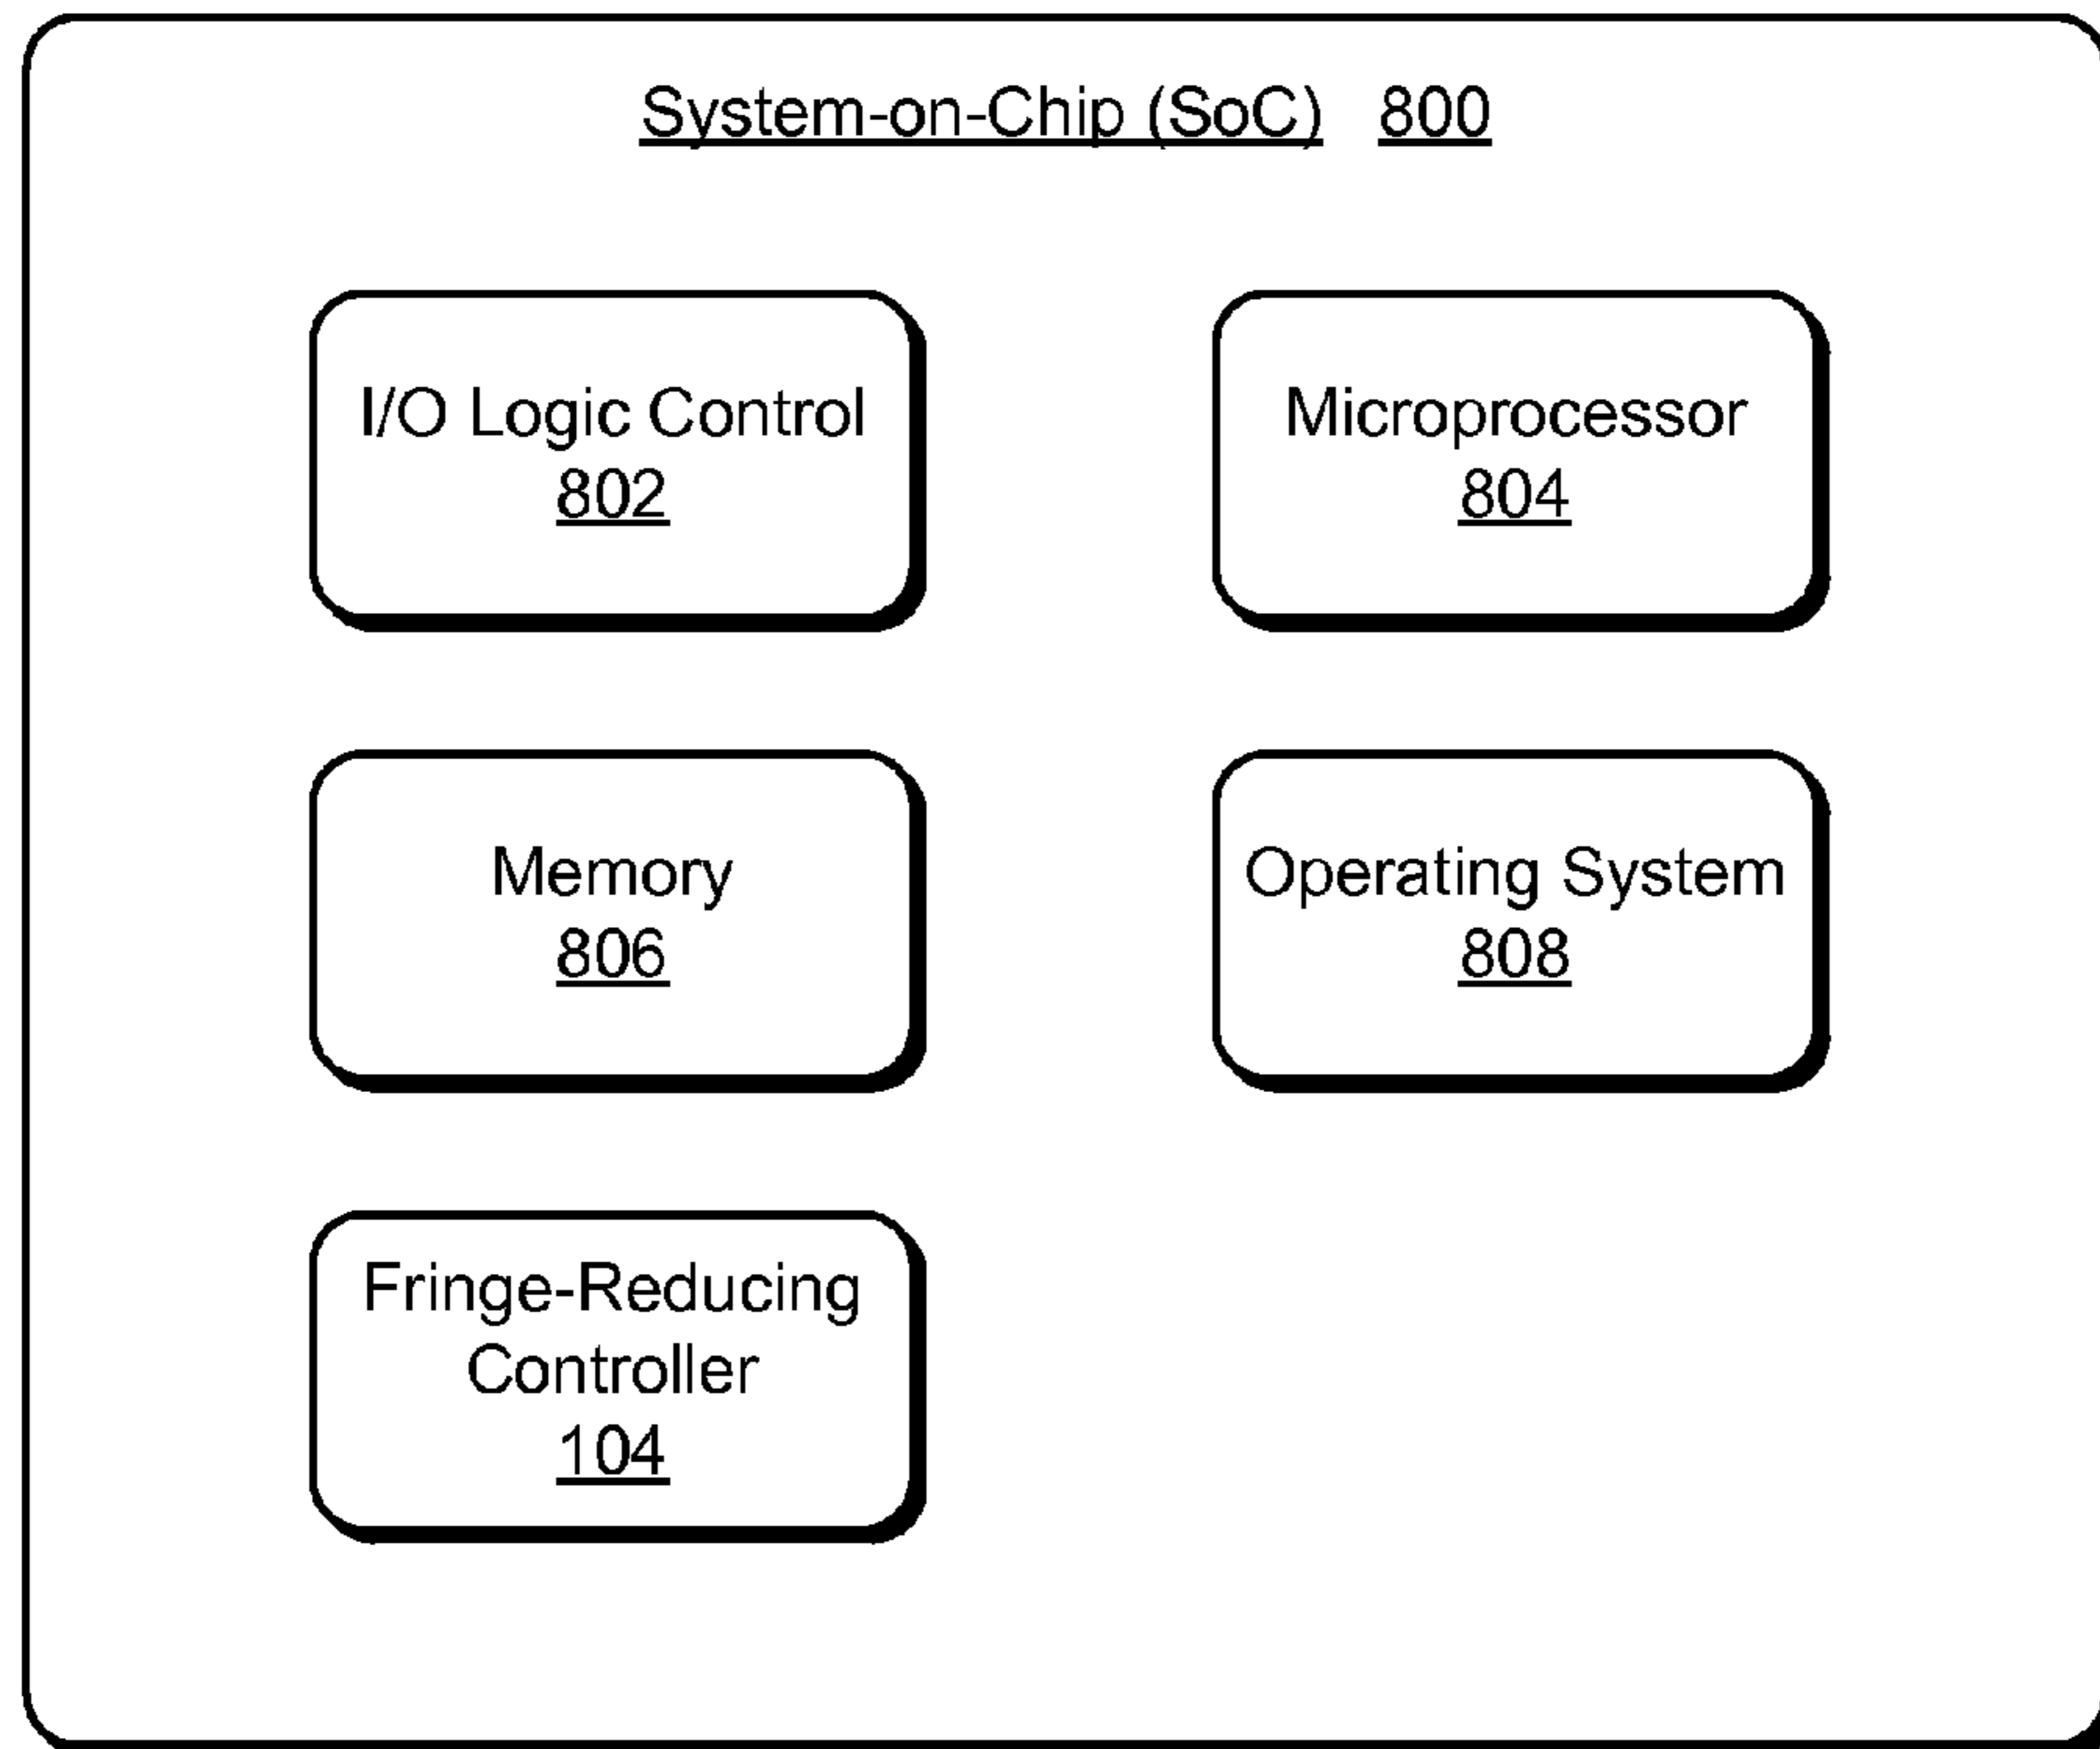 System-on-Chip (SoC) 800
I/O Logic Control
802
Microprocessor
804
Memory
806
Operating System
808
Fringe-Reducing
Controller
104